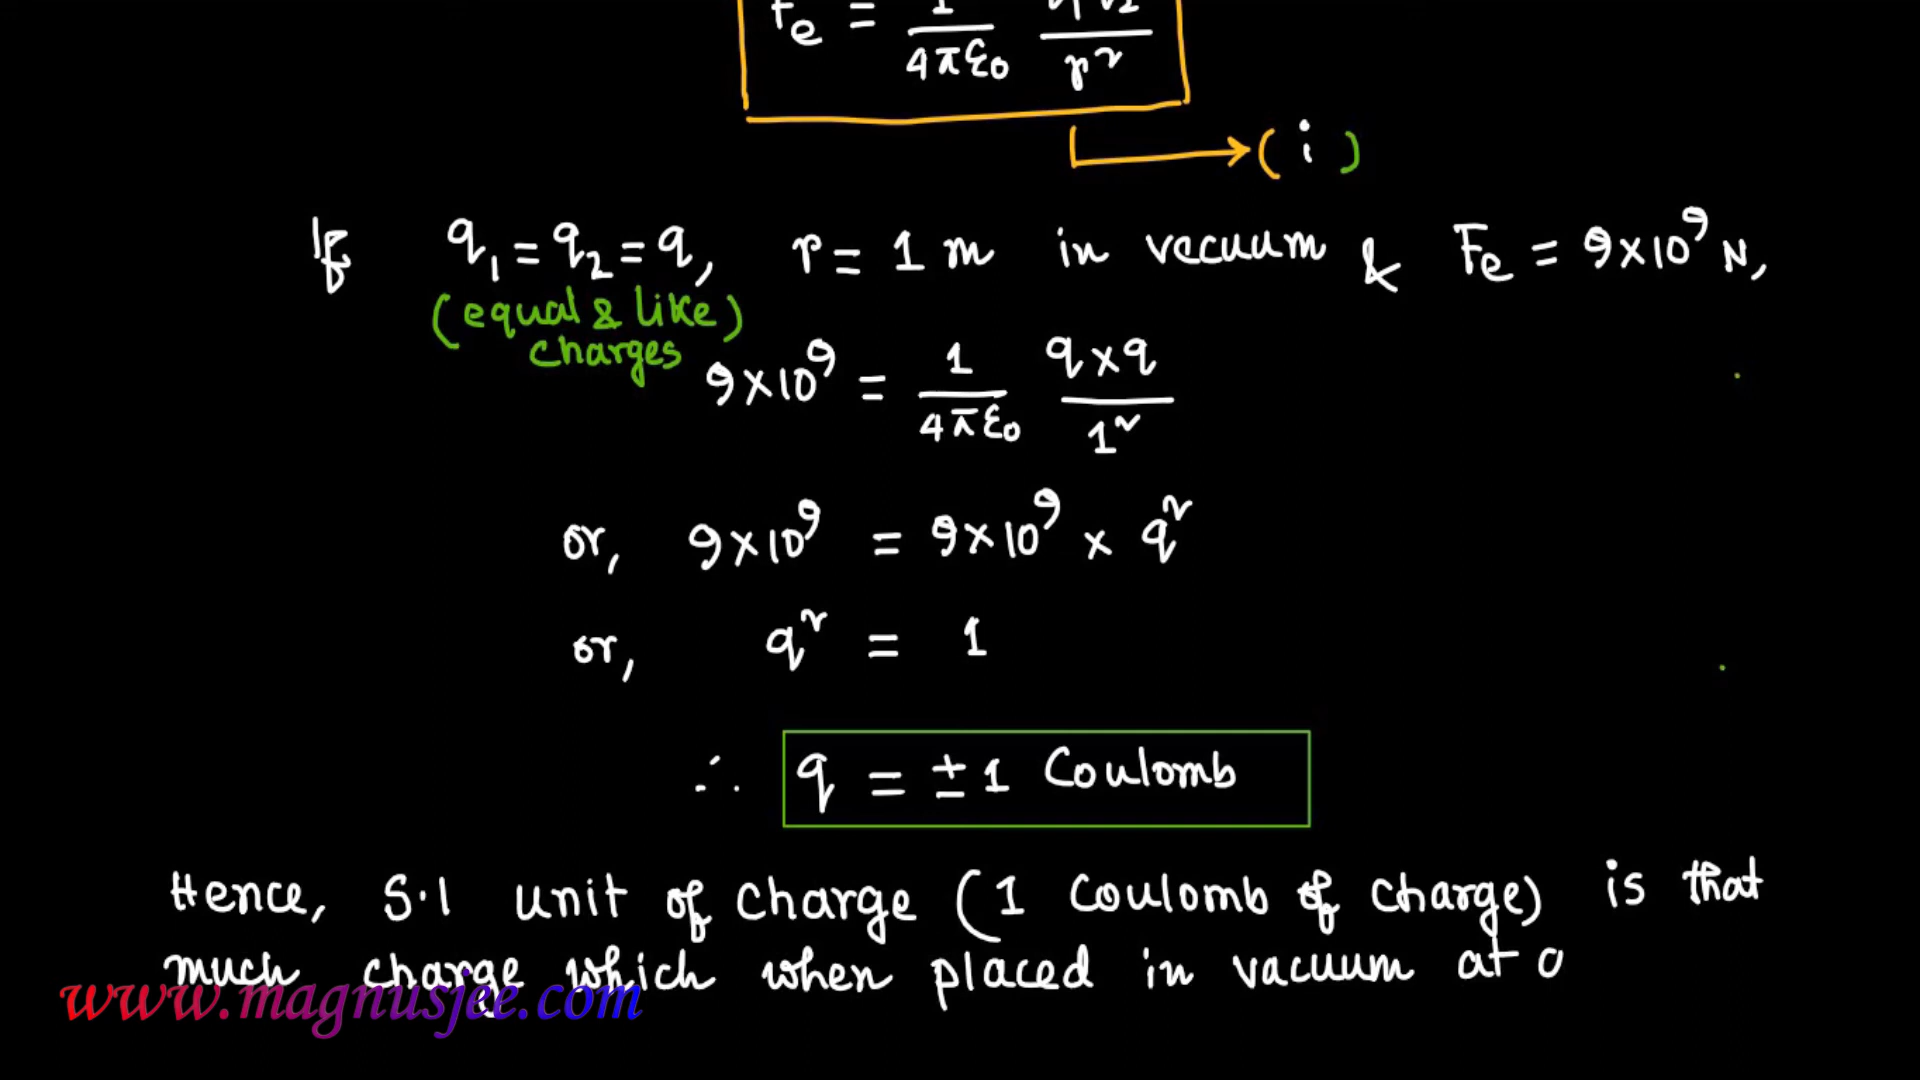 Fe = 1/4πε₀ q₁q₂/r²
(i)
If q₁ = q₂ = q, r = 1 m in vacuum & Fe = 9×10⁹ N,
(equal & like)
charges
9×10⁹ = 1/4πε₀ q×q/1²
or, 9×10⁹ = 9×10⁹ × q²
or, q² = 1
∴ q = ±1 Coulomb
Hence, S.I unit of charge (1 Coulomb of charge) is that
much charge which when placed in vacuum at a
www.magnusjee.com